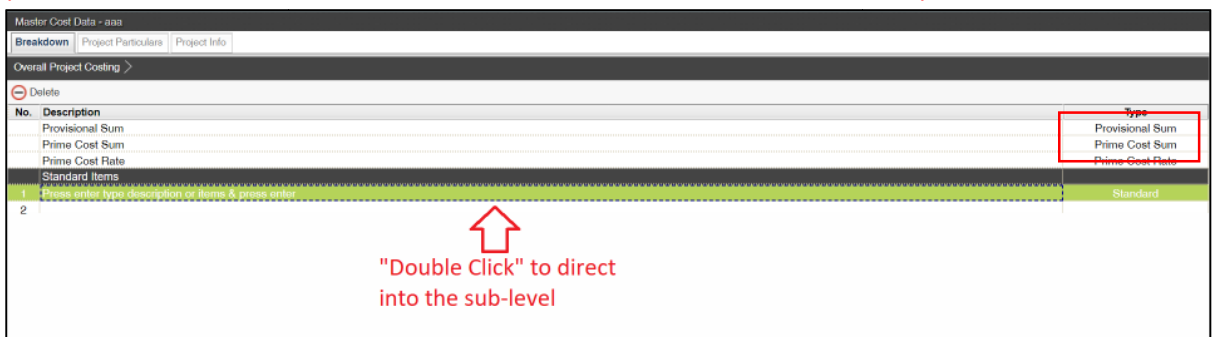 Master Cost Data - aaa
Breakdown Project Particulars Project Info
Overall Project Costing >
Delete
No. Description Type
Provisional Sum Provisional Sum
Prime Cost Sum Prime Cost Sum
Prime Cost Rate Prime Cost Rate
Standard Items
1 Press enter type description or items & press enter Standard
2
"Double Click" to direct
into the sub-level